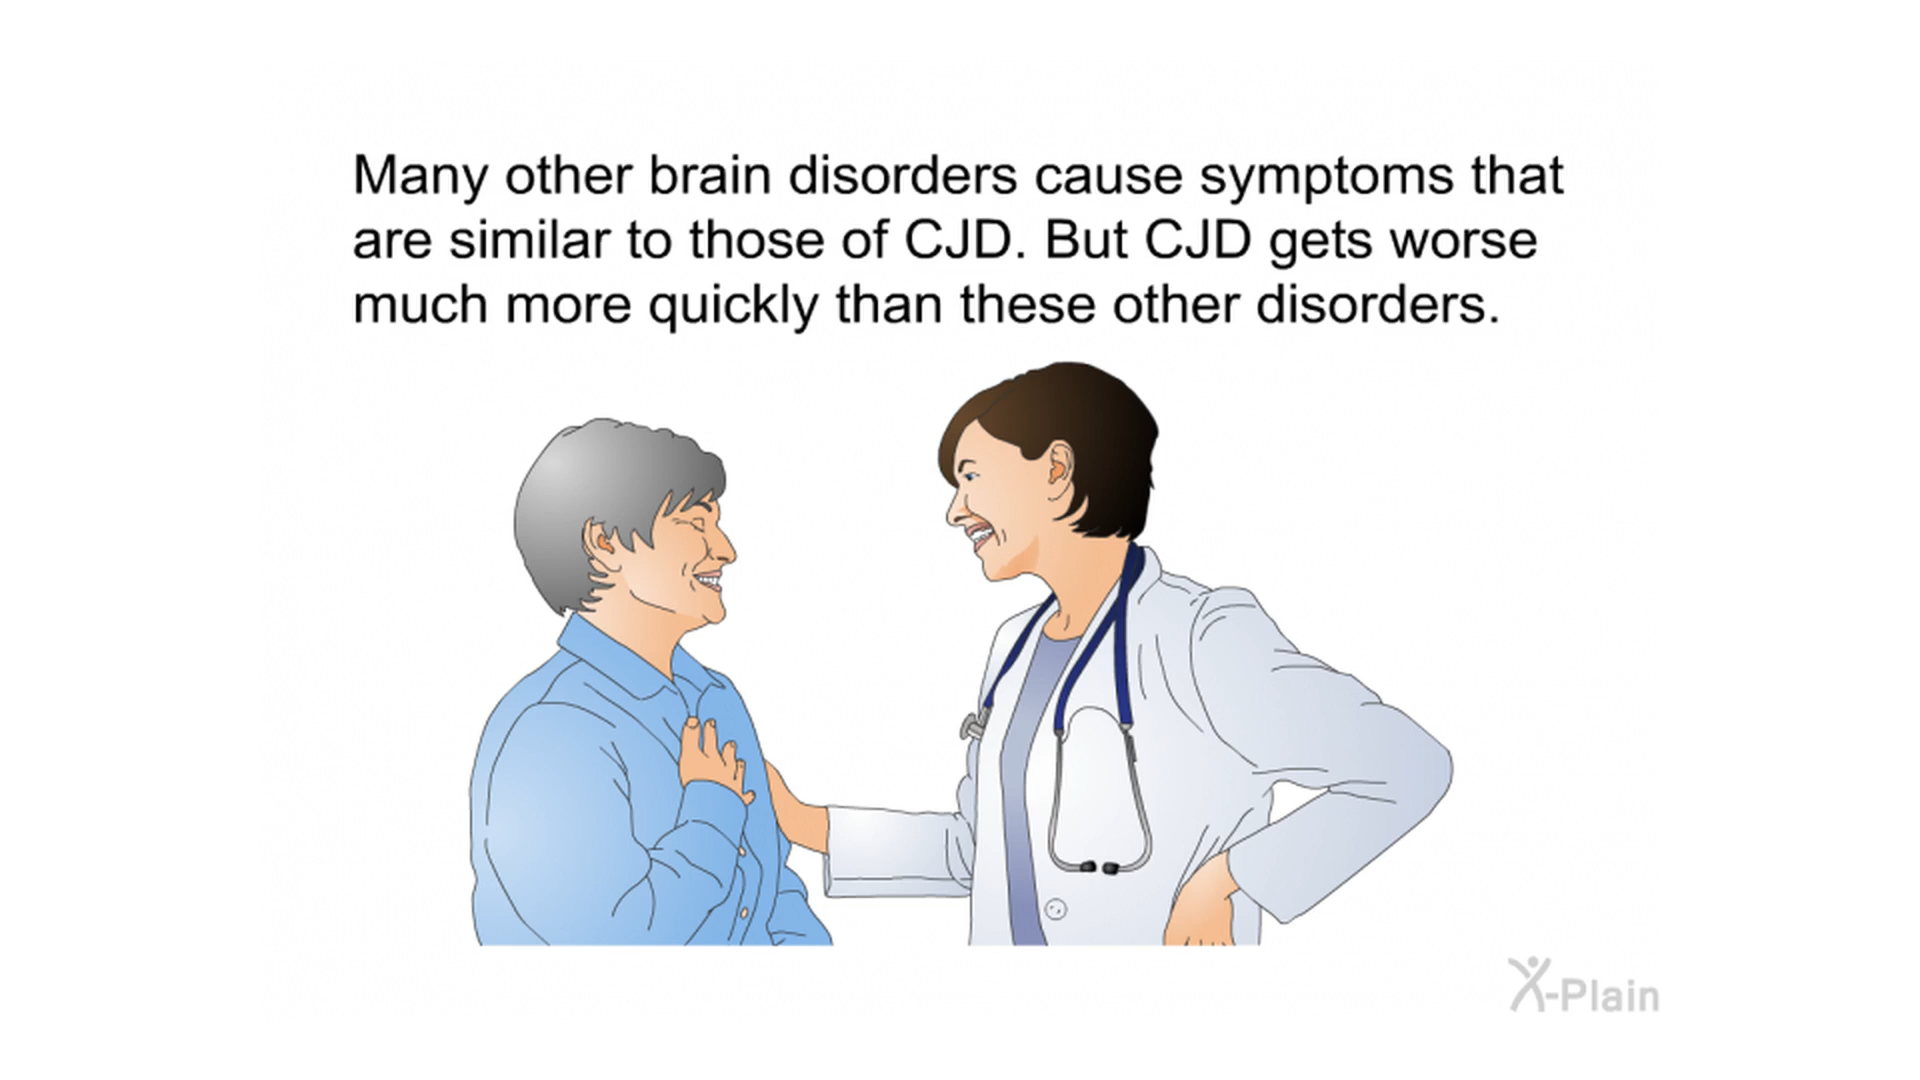 Many other brain disorders cause symptoms that
are similar to those of CJD. But CJD gets worse
much more quickly than these other disorders.
X-Plain